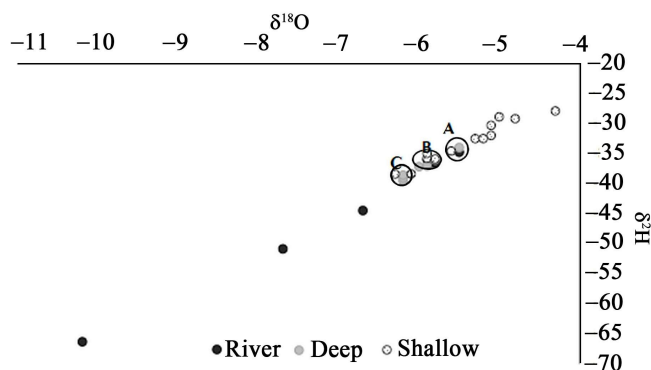 δ¹⁸O
−11 −10 −9 −8 −7 −6 −5 −4
−20
−25
−30
−35
−40
−45
−50
−55
−60
−65
−70
δ²H
A
B
C
River Deep Shallow